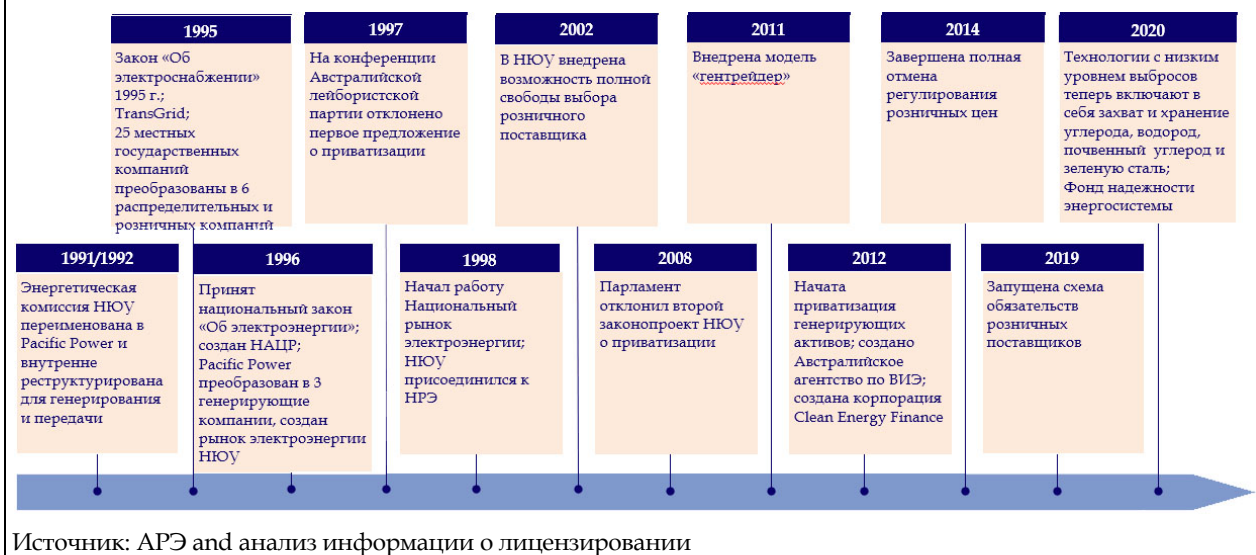 1995
Закон «Об
электроснабжении»
1995 г.;
TransGrid;
25 местных
государственных
компаний
преобразованы в 6
распределительных и
розничных компаний
1997
На конференции
Австралийской
лейбористской
партии отклонено
первое предложение
о приватизации
2002
В НЮУ внедрена
возможность полной
свободы выбора
розничного
поставщика
2011
Внедрена модель
«гентрейдер»
2014
Завершена полная
отмена
регулирования
розничных цен
2020
Технологии с низким
уровнем выбросов
теперь включают в
себя захват и хранение
углерода, водород,
почвенный углерод и
зеленую сталь;
Фонд надежности
энергосистемы
1991/1992
Энергетическая
комиссия НЮУ
переименована в
Pacific Power и
внутренне
реструктурирована
для генерирования
и передачи
1996
Принят
национальный закон
«Об электроэнергии»;
создан НАЦР;
Pacific Power
преобразован в 3
генерирующие
компании, создан
рынок электроэнергии
НЮУ
1998
Начал работу
Национальный
рынок
электроэнергии;
НЮУ
присоединился к
НРЭ
2008
Парламент
отклонил второй
законопроект НЮУ
о приватизации
2012
Начата
приватизация
генерирующих
активов; создано
Австралийское
агентство по ВИЭ;
создана корпорация
Clean Energy Finance
2019
Запущена схема
обязательств
розничных
поставщиков
Источник: АРЭ and анализ информации о лицензировании